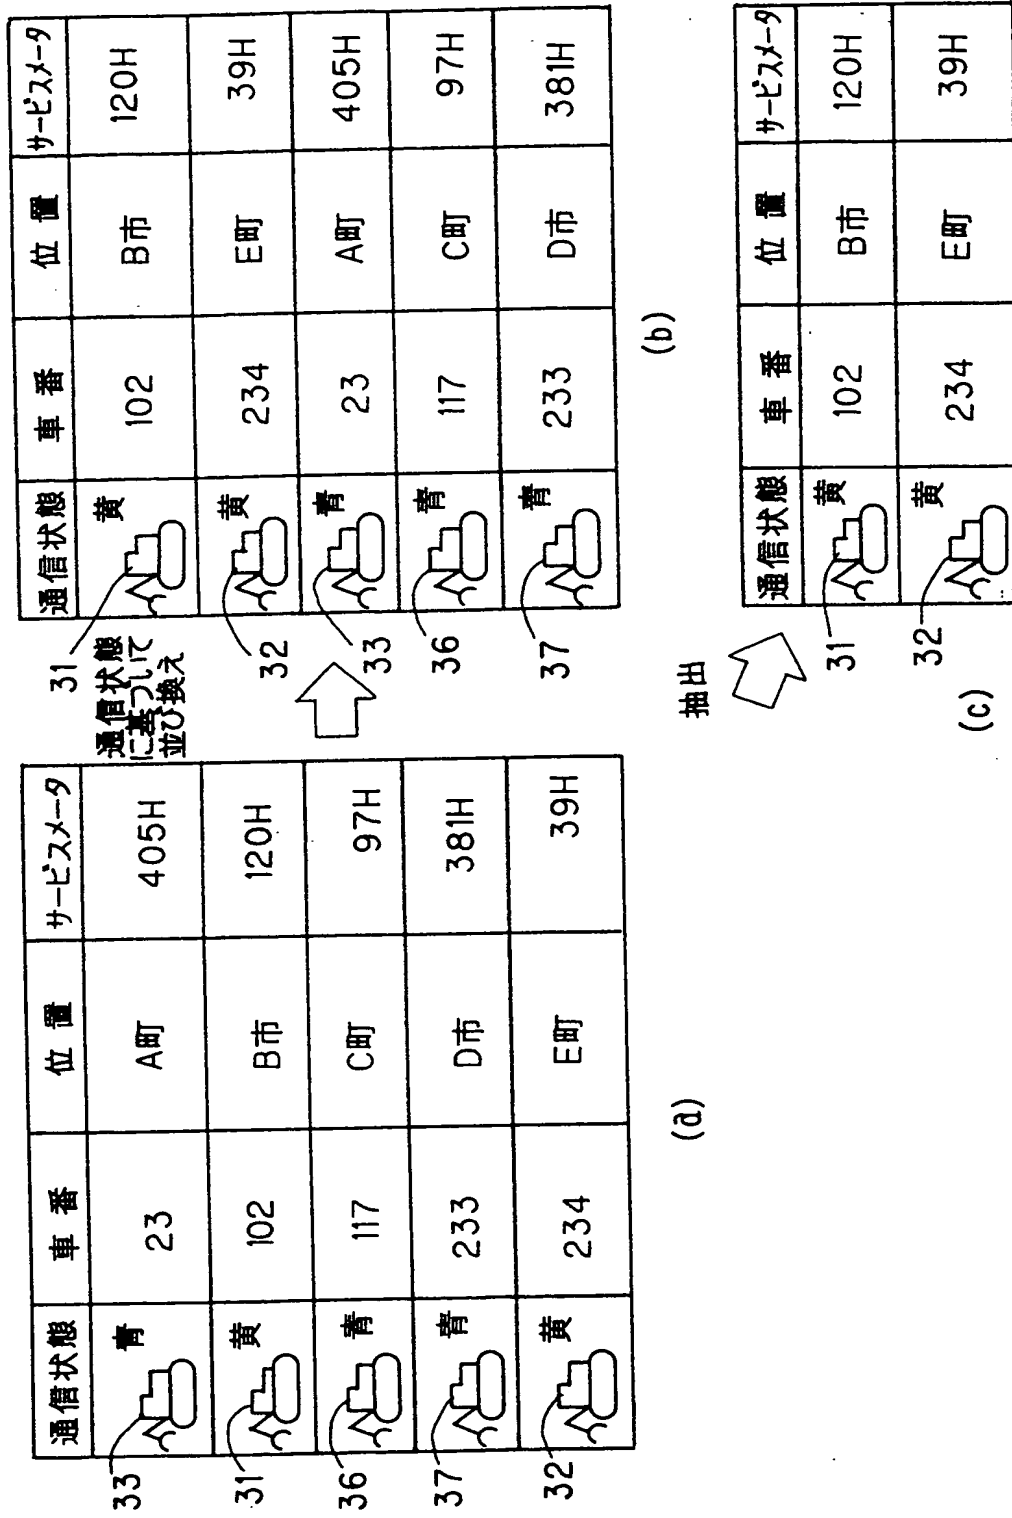 通信状態 車番 位置 サービスメータ
33 青 23 A町 405H
31 黄 102 B市 120H
36 青 117 C町 97H
37 青 233 D市 381H
32 黄 234 E町 39H
(a)
通信状態
に基づいて
並び換え
通信状態 車番 位置 サービスメータ
31 黄 102 B市 120H
32 黄 234 E町 39H
33 青 23 A町 405H
36 青 117 C町 97H
37 青 233 D市 381H
(b)
抽出
通信状態 車番 位置 サービスメータ
31 黄 102 B市 120H
32 黄 234 E町 39H
(c)